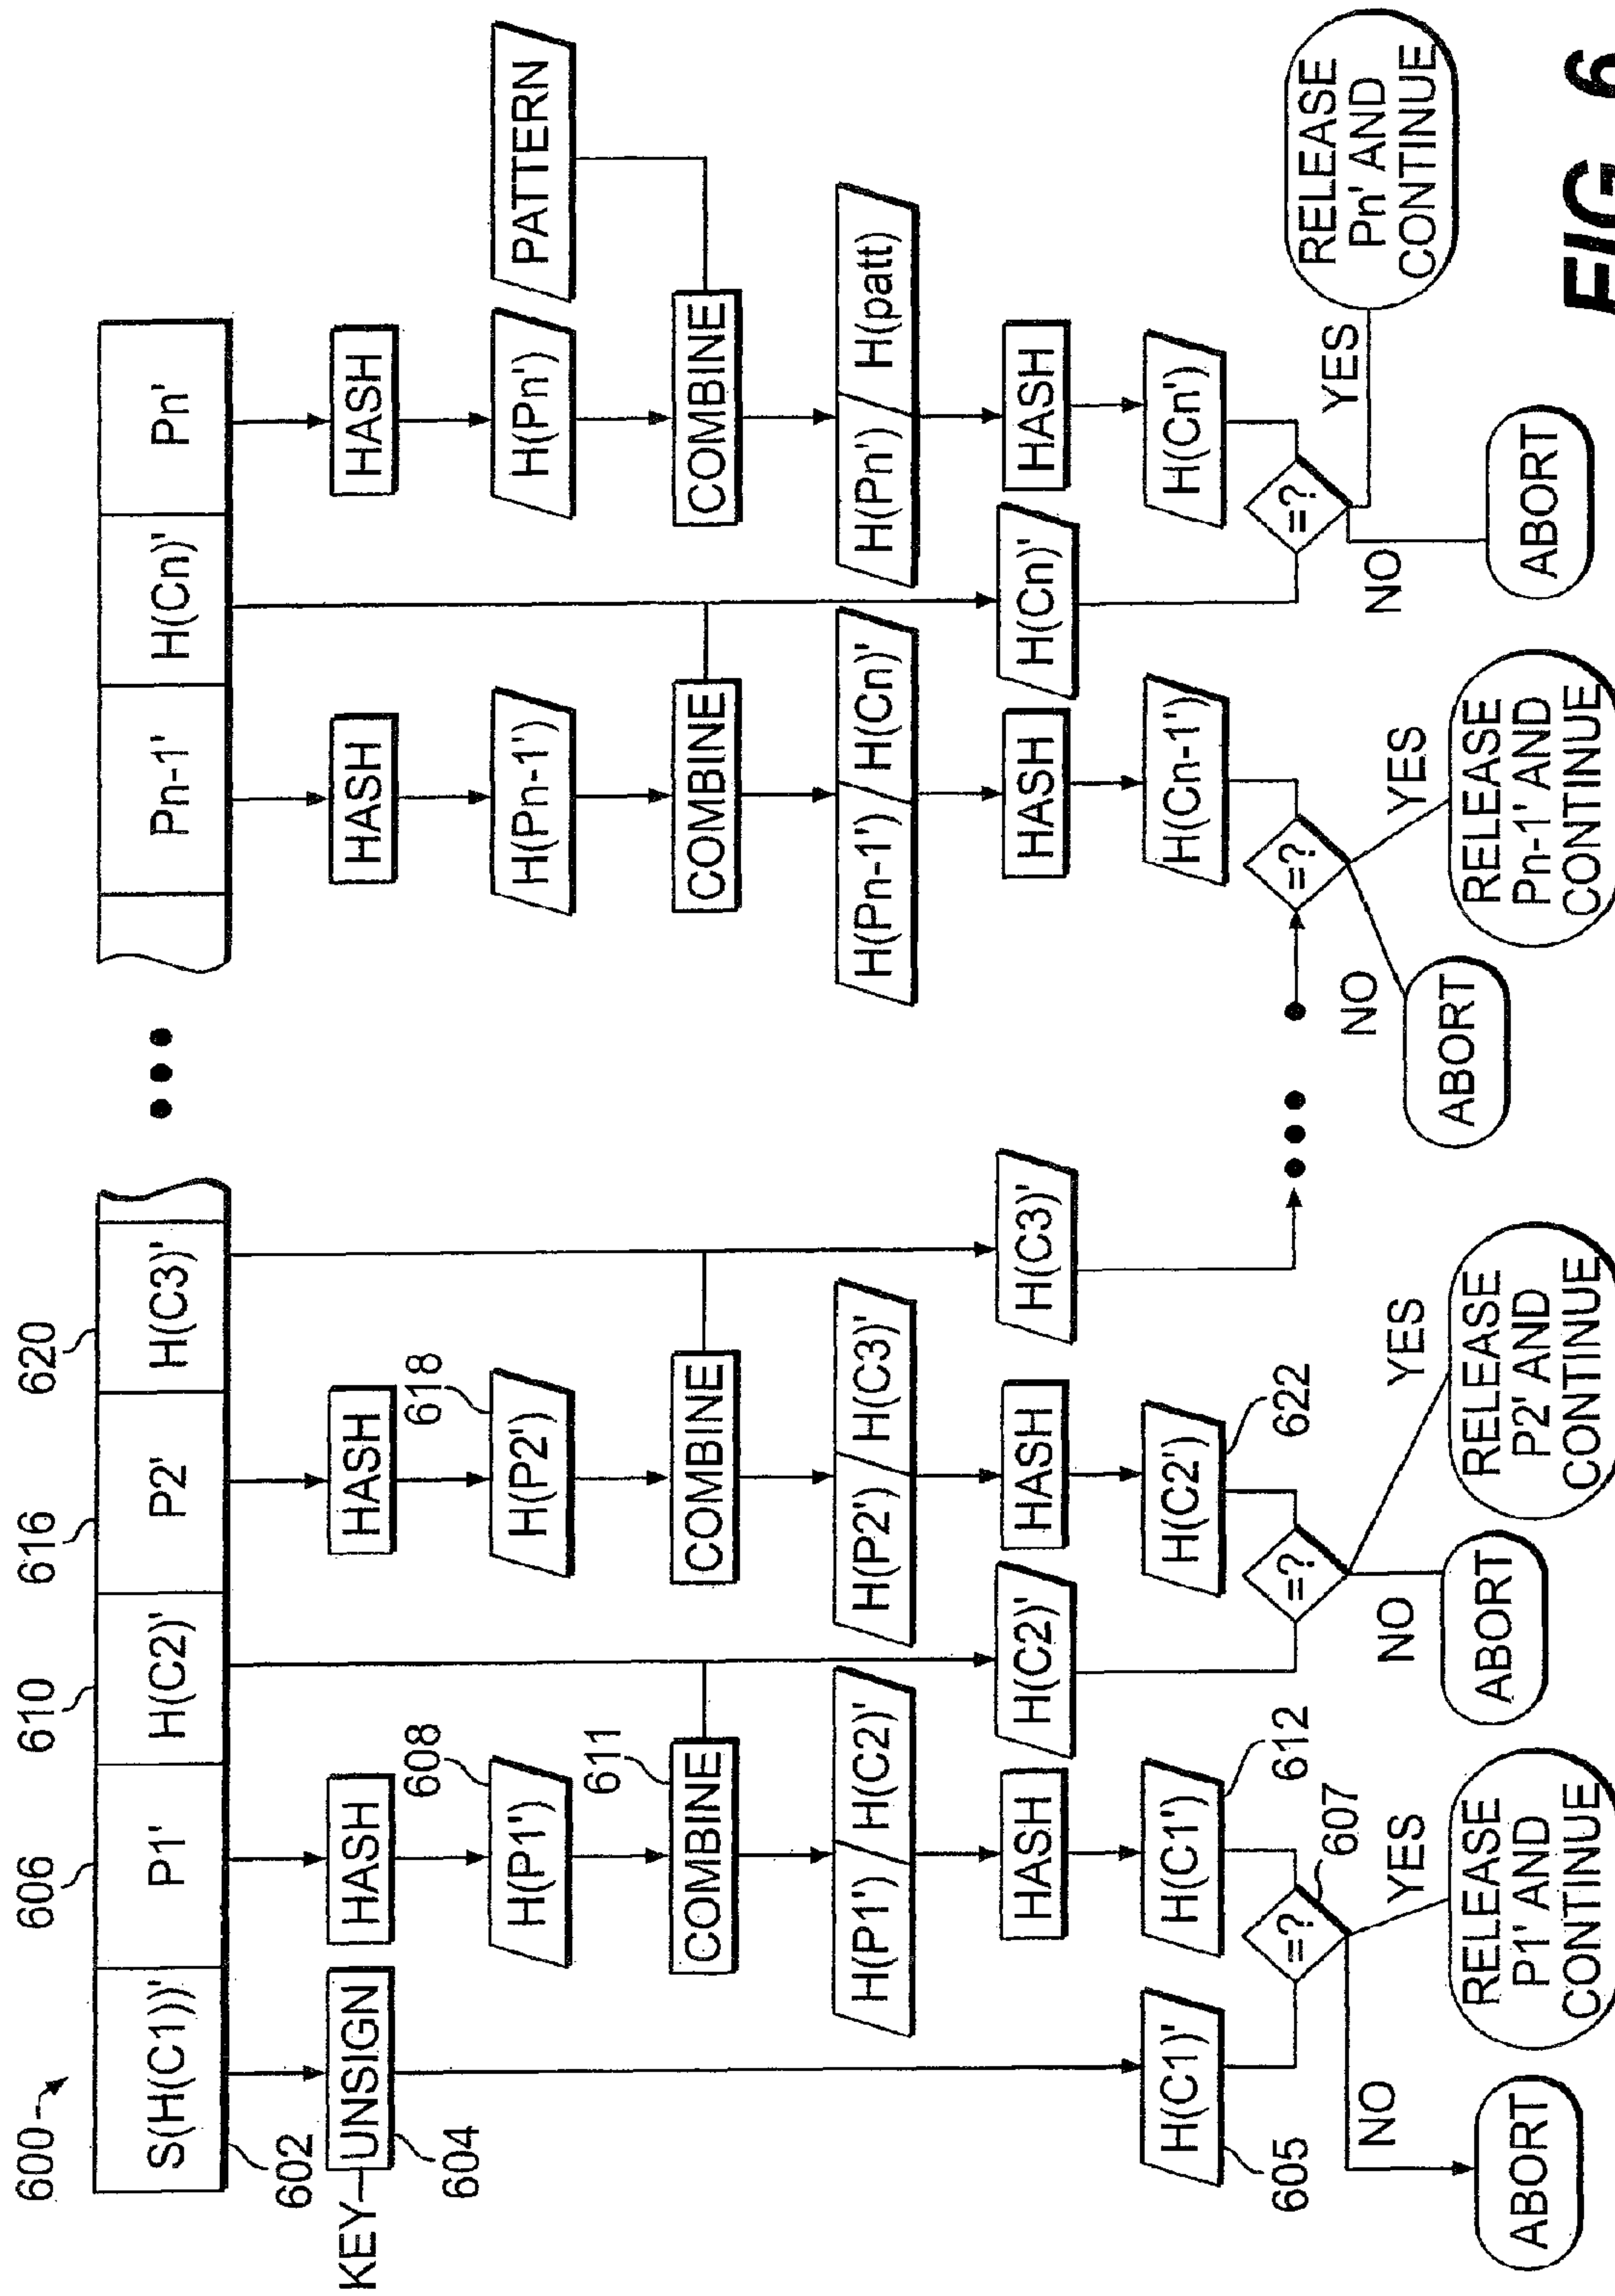 600
602
606
610
616
620
S(H(C1))'
P1'
H(C2)'
P2'
H(C3)'
Pn-1'
H(Cn)'
Pn'
KEY
UNSIGN
604
HASH
HASH
HASH
HASH
608
H(P1')
618
H(P2')
H(Pn-1')
H(Pn')
PATTERN
611
COMBINE
COMBINE
COMBINE
COMBINE
H(P1') / H(C2)'
H(P2') / H(C3)'
H(Pn-1') / H(Cn)'
H(Pn') / H(patt)
HASH
H(C2)'
HASH
H(C3)'
HASH
H(Cn)'
HASH
605
H(C1)'
H(C1')
612
H(C2')
622
H(Cn-1')
H(Cn')
=?
607
=?
=?
=?
NO
YES
NO
YES
NO
YES
NO
YES
ABORT
RELEASE
P1' AND
CONTINUE
ABORT
RELEASE
P2' AND
CONTINUE
ABORT
RELEASE
Pn-1' AND
CONTINUE
ABORT
RELEASE
Pn' AND
CONTINUE
FIG. 6